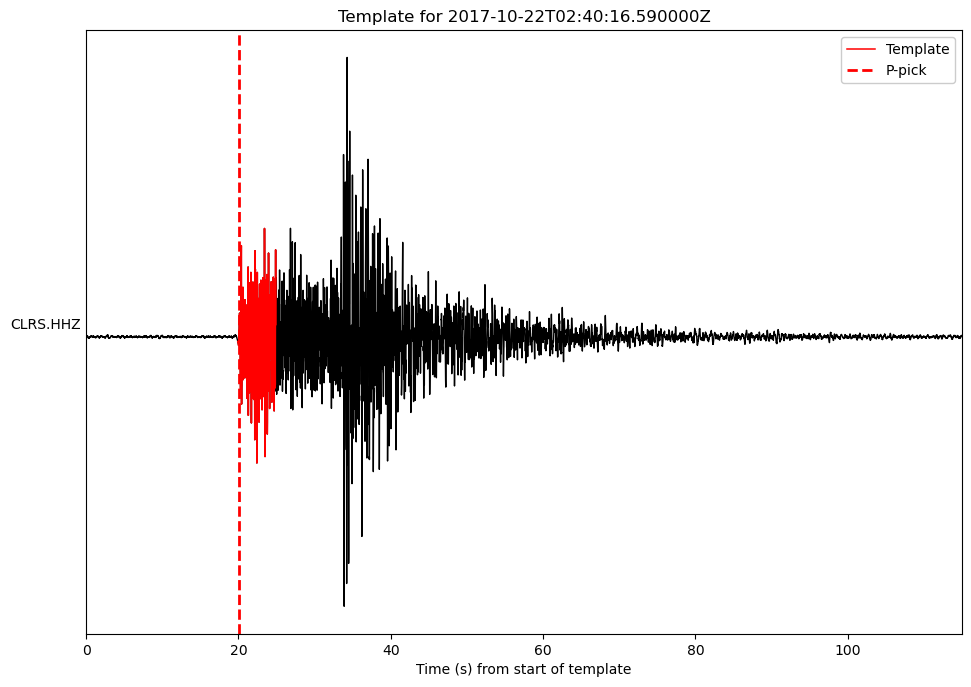 Template for 2017-10-22T02:40:16.590000Z
Template
P-pick
CLRS.HHZ
0 20 40 60 80 100
Time (s) from start of template